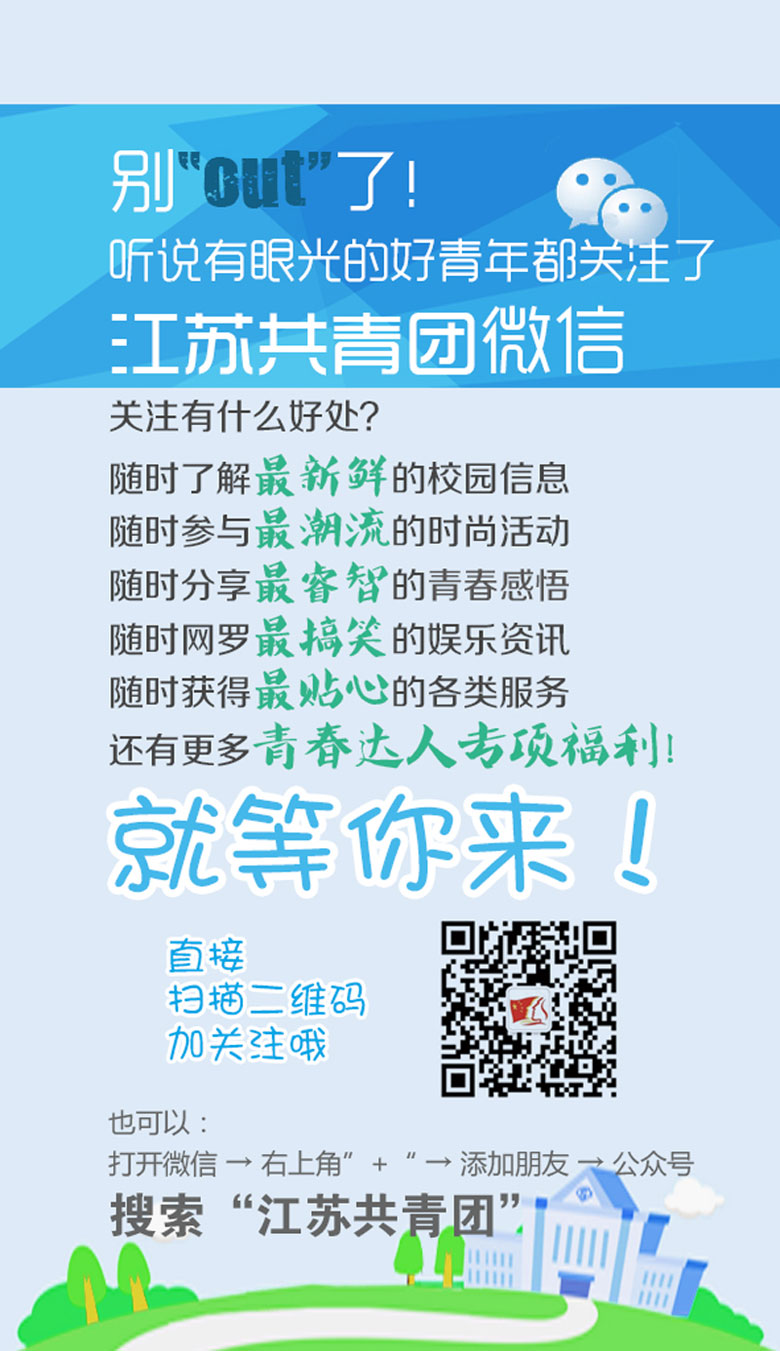 别“out”了!
听说有眼光的好青年都关注了
江苏共青团微信
关注有什么好处?
随时了解最新鲜的校园信息
随时参与最潮流的时尚活动
随时分享最睿智的青春感悟
随时网罗最搞笑的娱乐资讯
随时获得最贴心的各类服务
还有更多青春达人专项福利!
就等你来!
直接
扫描二维码
加关注哦
也可以:
打开微信 → 右上角” + “ → 添加朋友 → 公众号
搜索“江苏共青团”